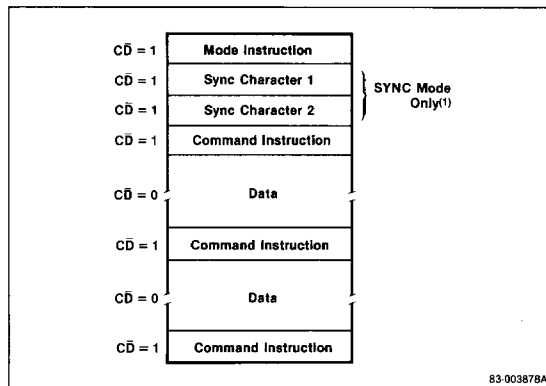 CD̄ = 1 Mode Instruction
CD̄ = 1 Sync Character 1
CD̄ = 1 Sync Character 2
SYNC Mode
Only(1)
CD̄ = 1 Command Instruction
CD̄ = 0 Data
CD̄ = 1 Command Instruction
CD̄ = 0 Data
CD̄ = 1 Command Instruction
83-003878A